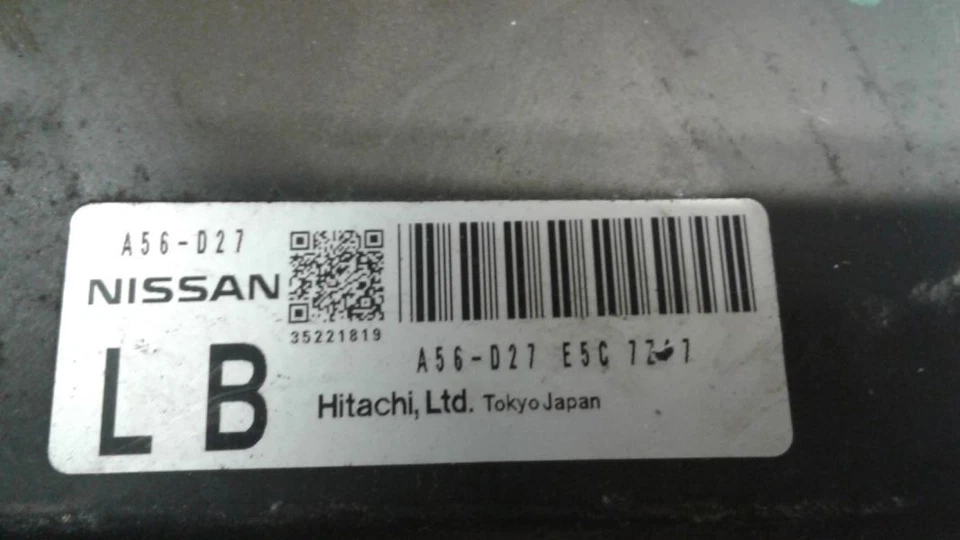 A56-D27
NISSAN
35221819
A56-D27 E5C
LB
Hitachi, Ltd. Tokyo Japan